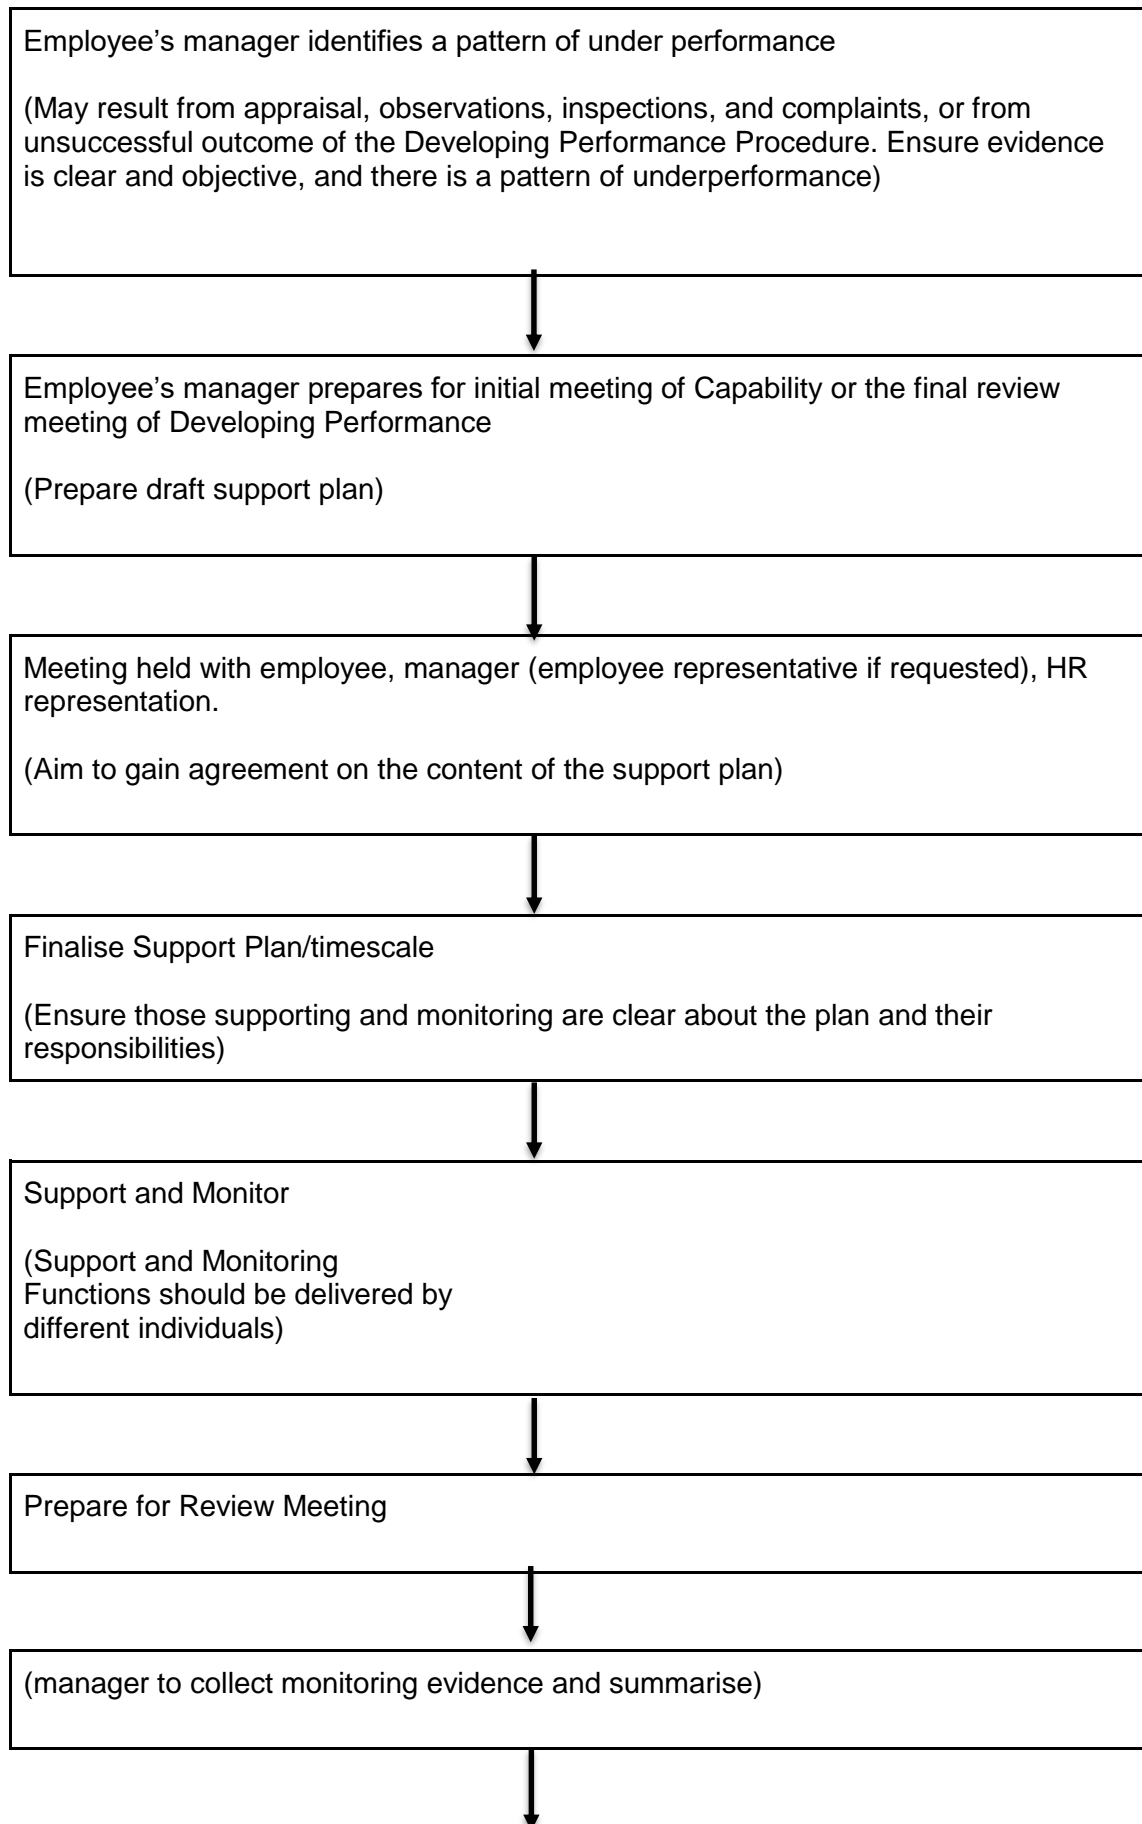 Employee’s manager identifies a pattern of under performance
(May result from appraisal, observations, inspections, and complaints, or from
unsuccessful outcome of the Developing Performance Procedure. Ensure evidence
is clear and objective, and there is a pattern of underperformance)
Employee’s manager prepares for initial meeting of Capability or the final review
meeting of Developing Performance
(Prepare draft support plan)
Meeting held with employee, manager (employee representative if requested), HR
representation.
(Aim to gain agreement on the content of the support plan)
Finalise Support Plan/timescale
(Ensure those supporting and monitoring are clear about the plan and their
responsibilities)
Support and Monitor
(Support and Monitoring
Functions should be delivered by
different individuals)
Prepare for Review Meeting
(manager to collect monitoring evidence and summarise)